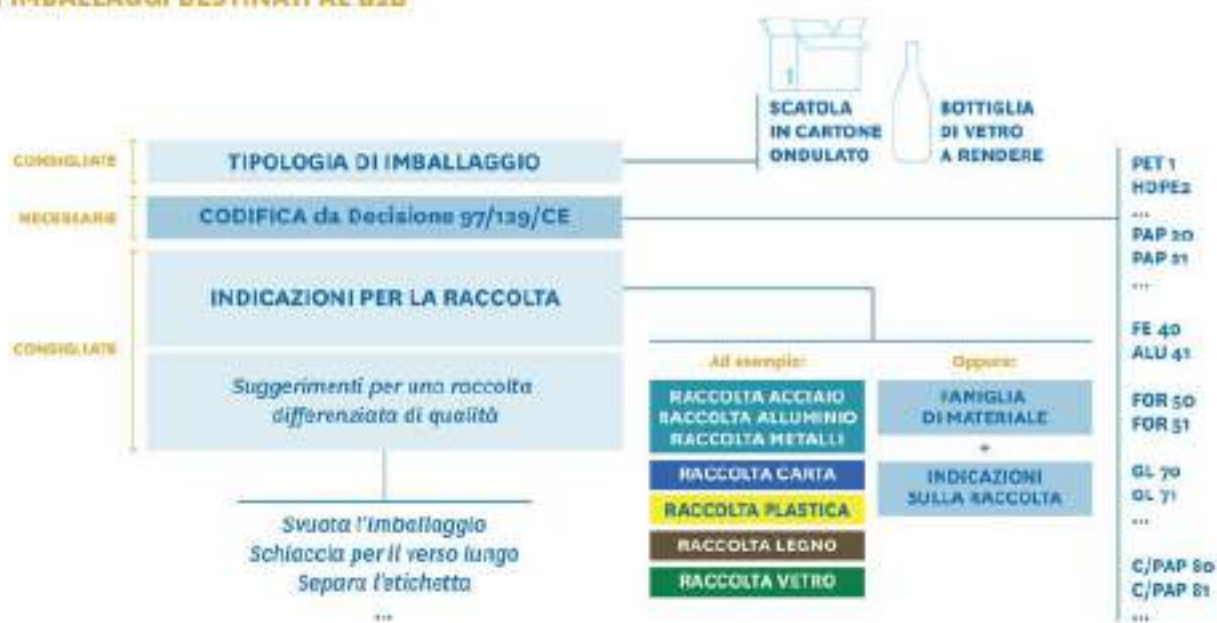 IMBALLAGGI DESTINATI AL B2B
SCATOLA
IN CARTONE
ONDULATO
BOTTIGLIA
DI VETRO
A RENDERE
CONSIGLIATE
TIPOLOGIA DI IMBALLAGGIO
NECESSARIE
CODIFICA da Decisione 97/129/CE
CONSIGLIATE
INDICAZIONI PER LA RACCOLTA
Suggerimenti per una raccolta
differenziata di qualità
Svuota l'imballaggio
Schiaccia per il verso lungo
Separa l'etichetta
...
Ad esempio:
RACCOLTA ACCIAIO
RACCOLTA ALLUMINIO
RACCOLTA METALLI
RACCOLTA CARTA
RACCOLTA PLASTICA
RACCOLTA LEGNO
RACCOLTA VETRO
Oppure:
FAMIGLIA
DI MATERIALE
+
INDICAZIONI
SULLA RACCOLTA
PET 1
HDPE2
...
PAP 20
PAP 21
...
FE 40
ALU 41
FOR 50
FOR 51
GL 70
GL 71
...
C/PAP 80
C/PAP 81
...